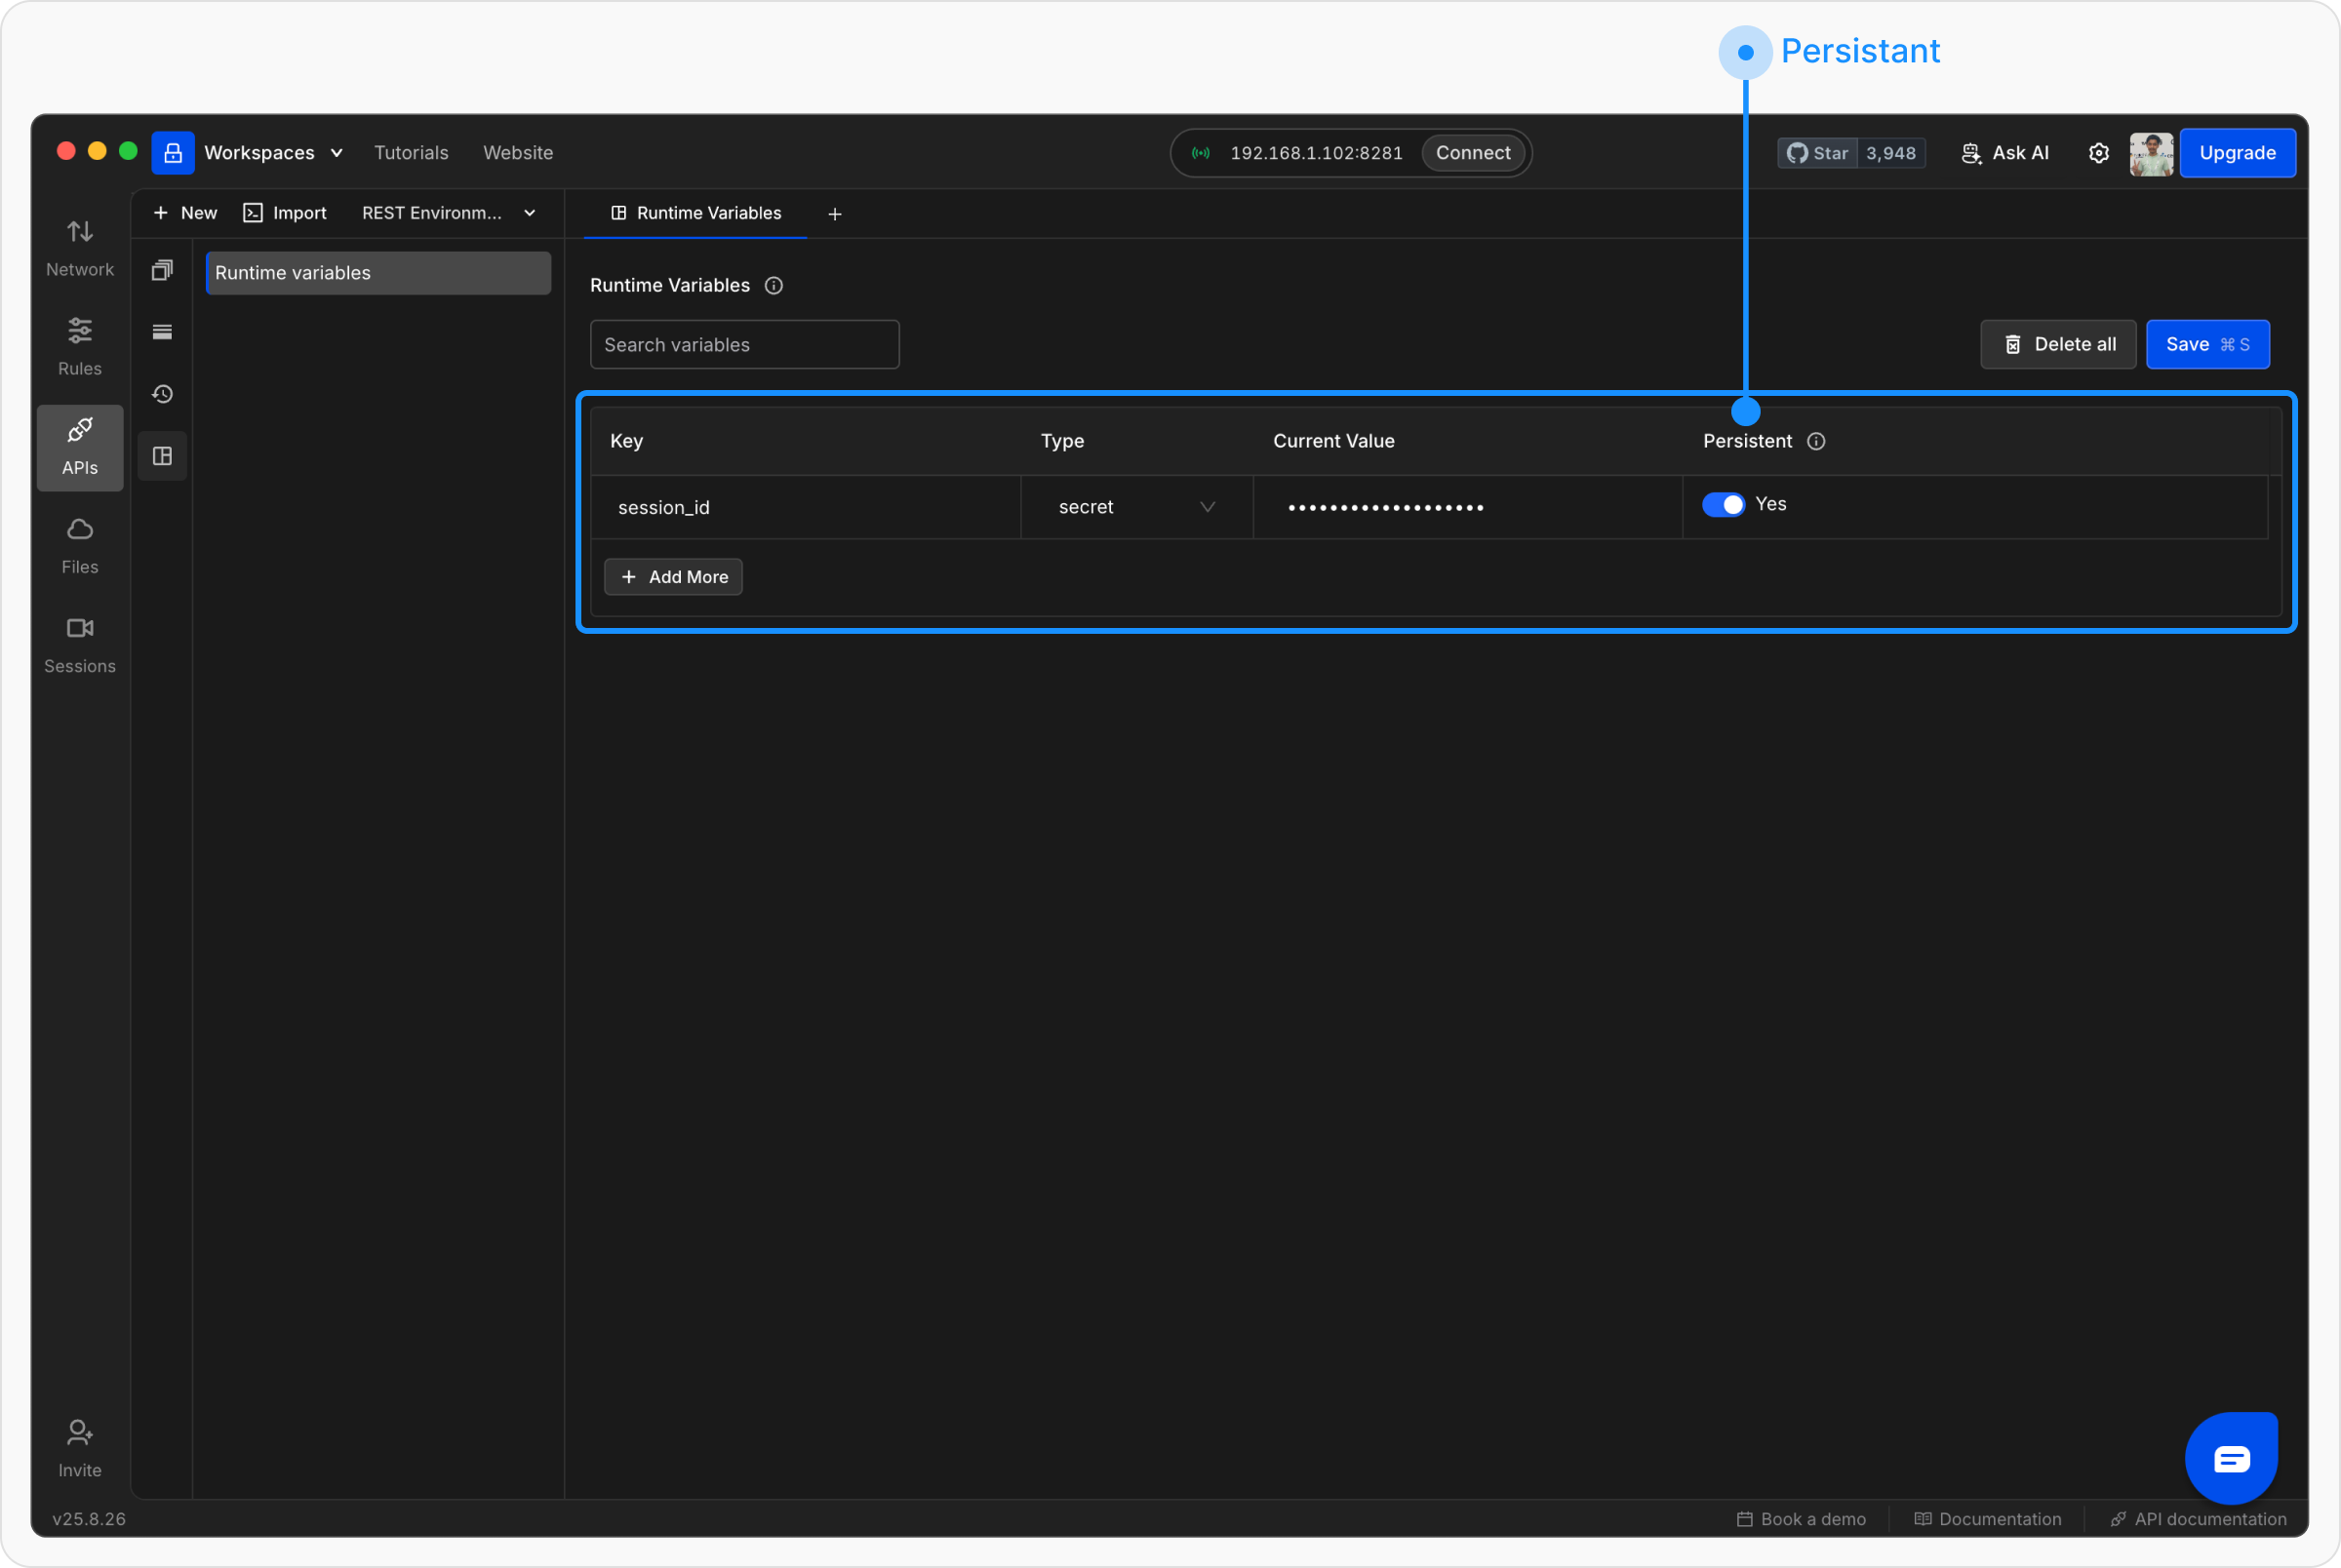 Persistant
Workspaces
Tutorials
Website
192.168.1.102:8281
Connect
Star
3,948
Ask AI
Upgrade
New
Import
REST Environm...
Runtime Variables
Network
Rules
APIs
Files
Sessions
Invite
Runtime variables
Runtime Variables
Search variables
Delete all
Save ⌘ S
Key Type Current Value Persistent
session_id secret •••••••••••••••••••  Yes
Add More
v25.8.26
Book a demo
Documentation
API documentation